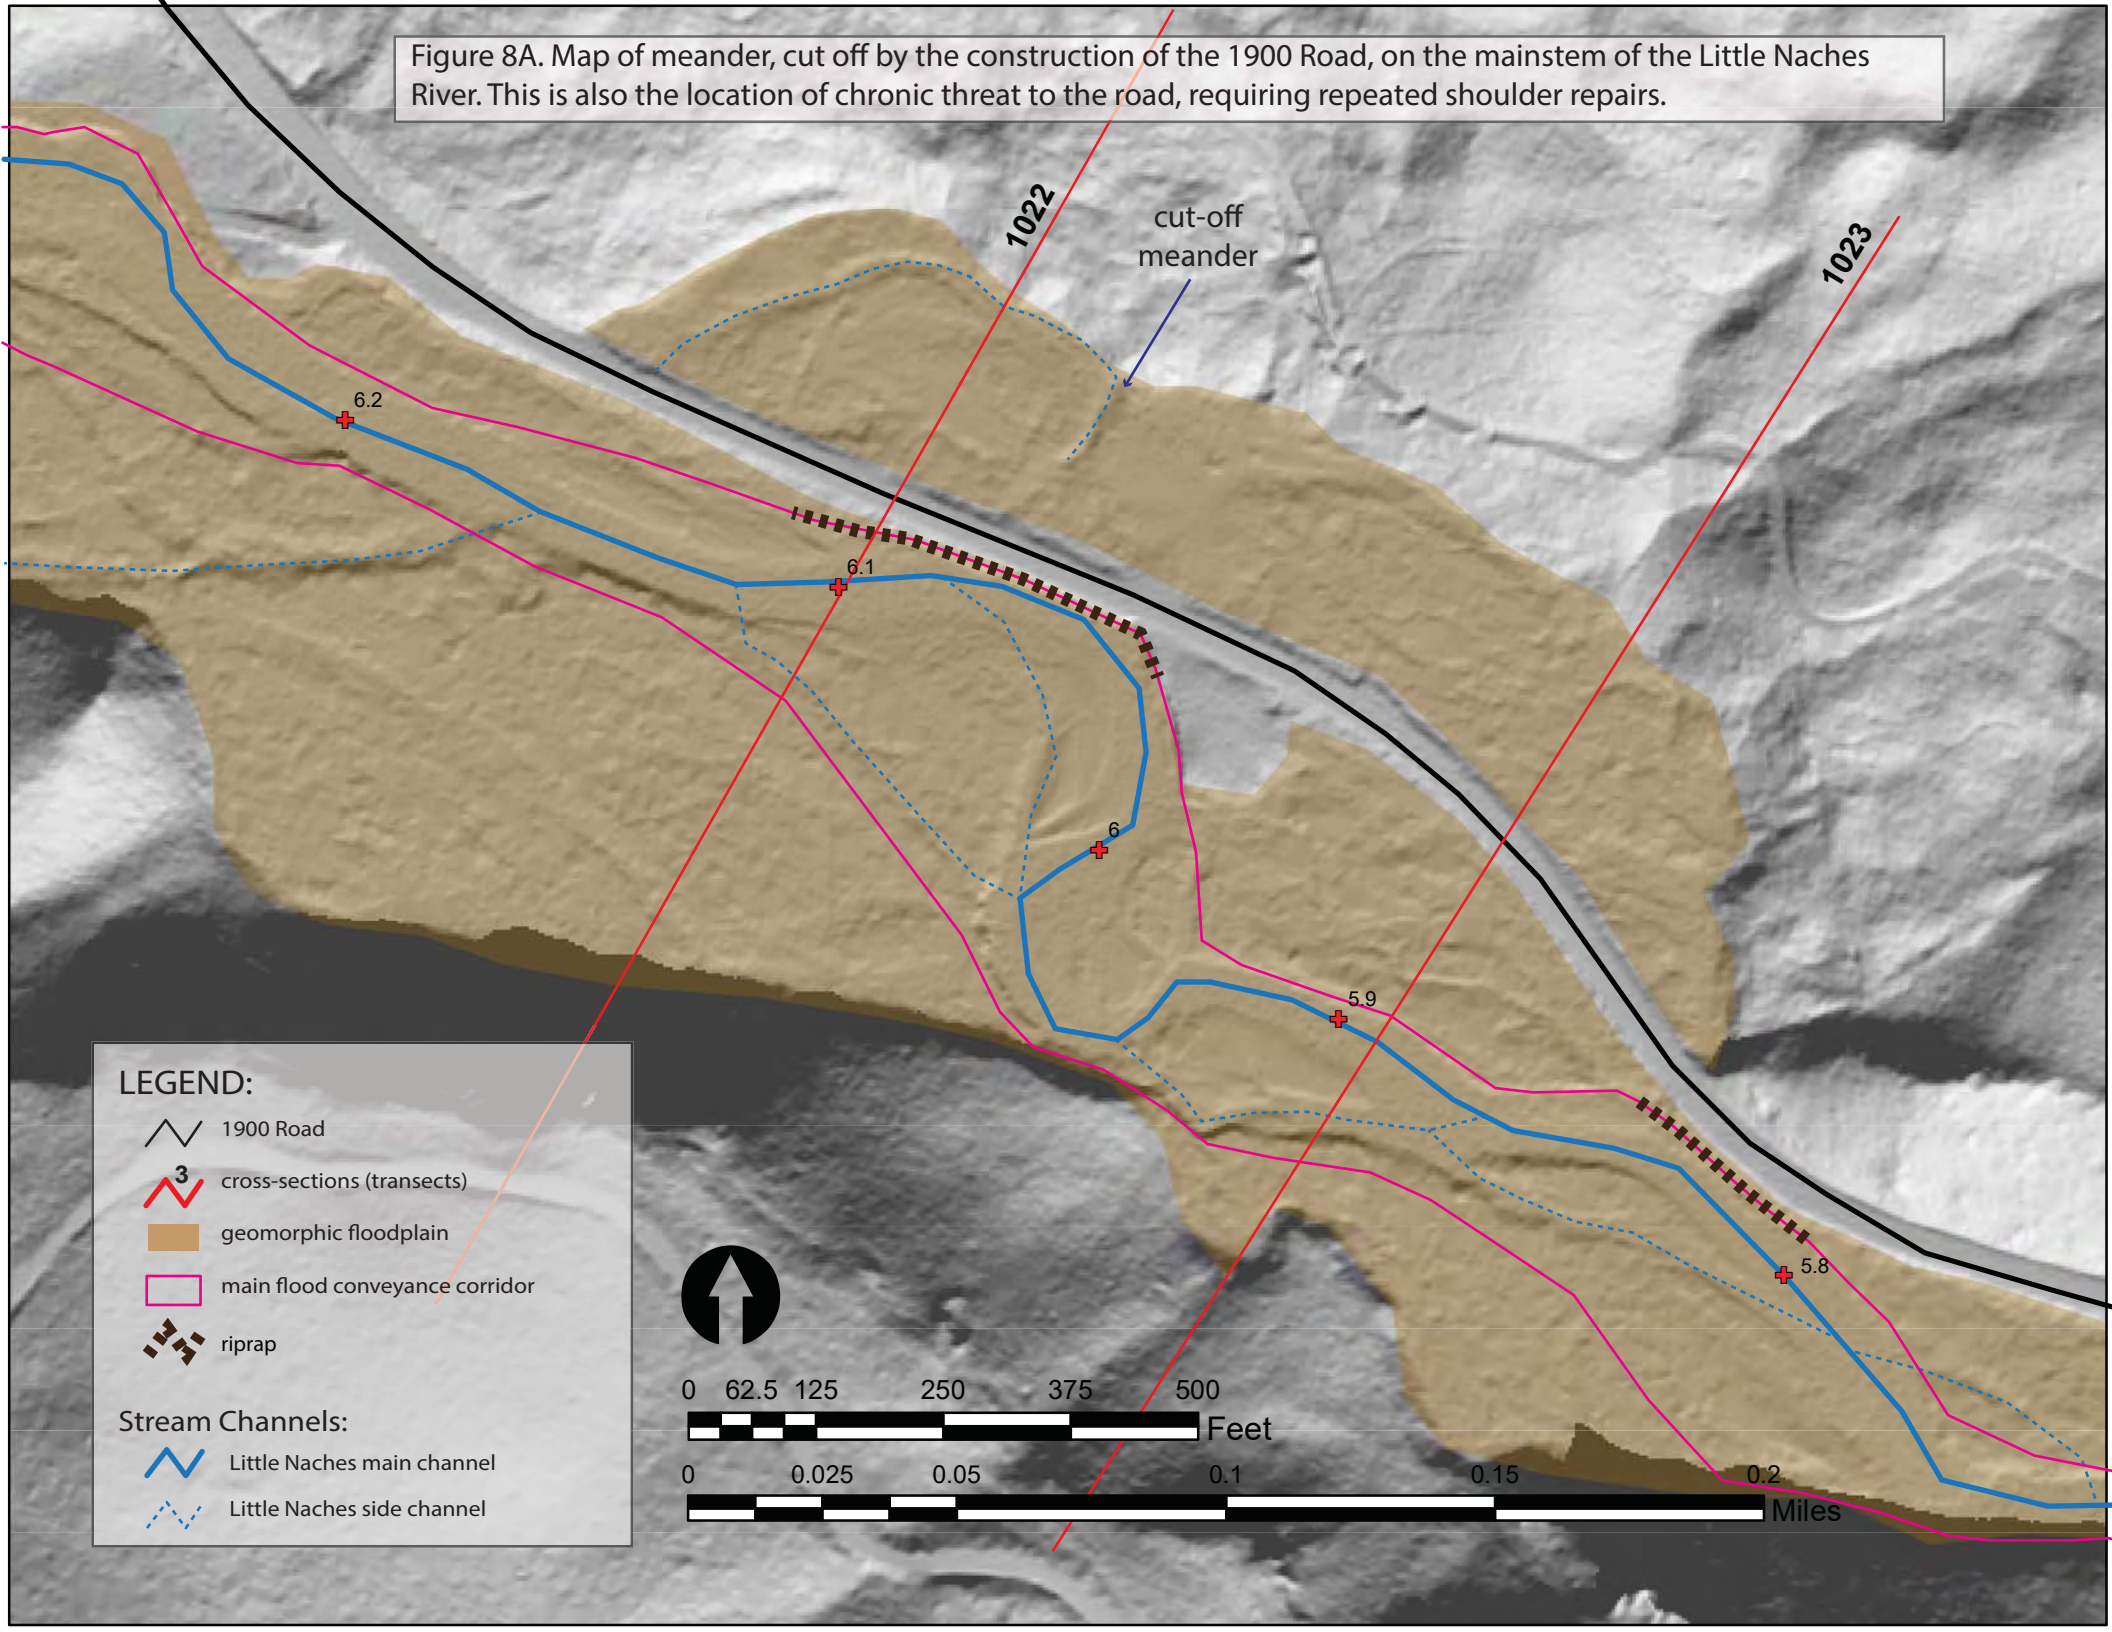 Figure 8A. Map of meander, cut off by the construction of the 1900 Road, on the mainstem of the Little Naches
River. This is also the location of chronic threat to the road, requiring repeated shoulder repairs.
1022
cut-off
meander
1023
6.2
6.1
6
5.9
5.8
LEGEND:
1900 Road
3
cross-sections (transects)
geomorphic floodplain
main flood conveyance corridor
riprap
Stream Channels:
Little Naches main channel
Little Naches side channel
0 62.5 125 250 375 500
Feet
0 0.025 0.05 0.1 0.15 0.2
Miles